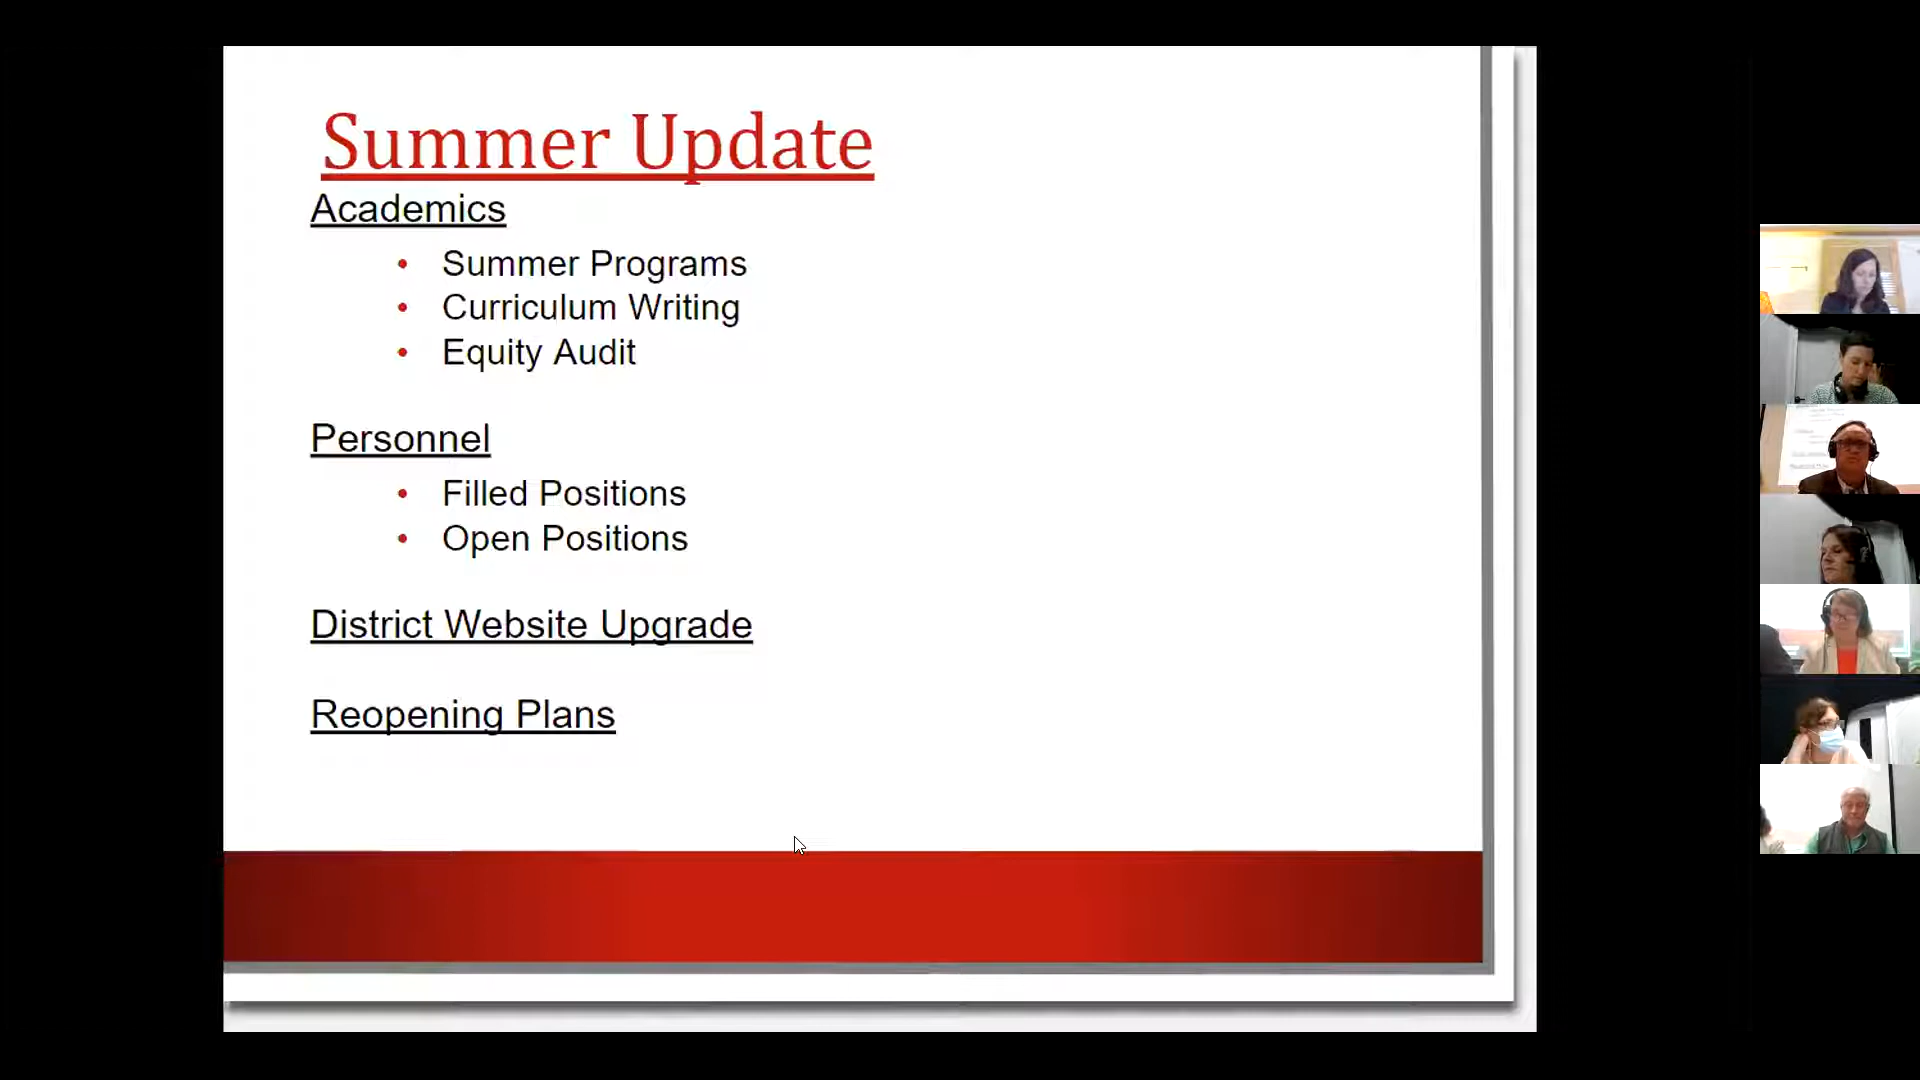 Summer Update
Academics
• Summer Programs
• Curriculum Writing
• Equity Audit
Personnel
• Filled Positions
• Open Positions
District Website Upgrade
Reopening Plans